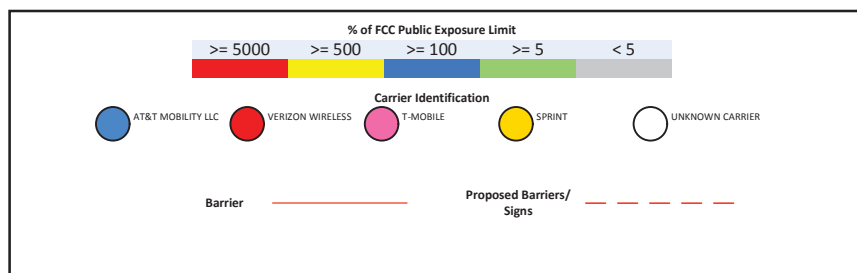 % of FCC Public Exposure Limit
>= 5000 >= 500 >= 100 >= 5 < 5
Carrier Identification
AT&T MOBILITY LLC VERIZON WIRELESS T-MOBILE SPRINT UNKNOWN CARRIER
Barrier Proposed Barriers/
Signs